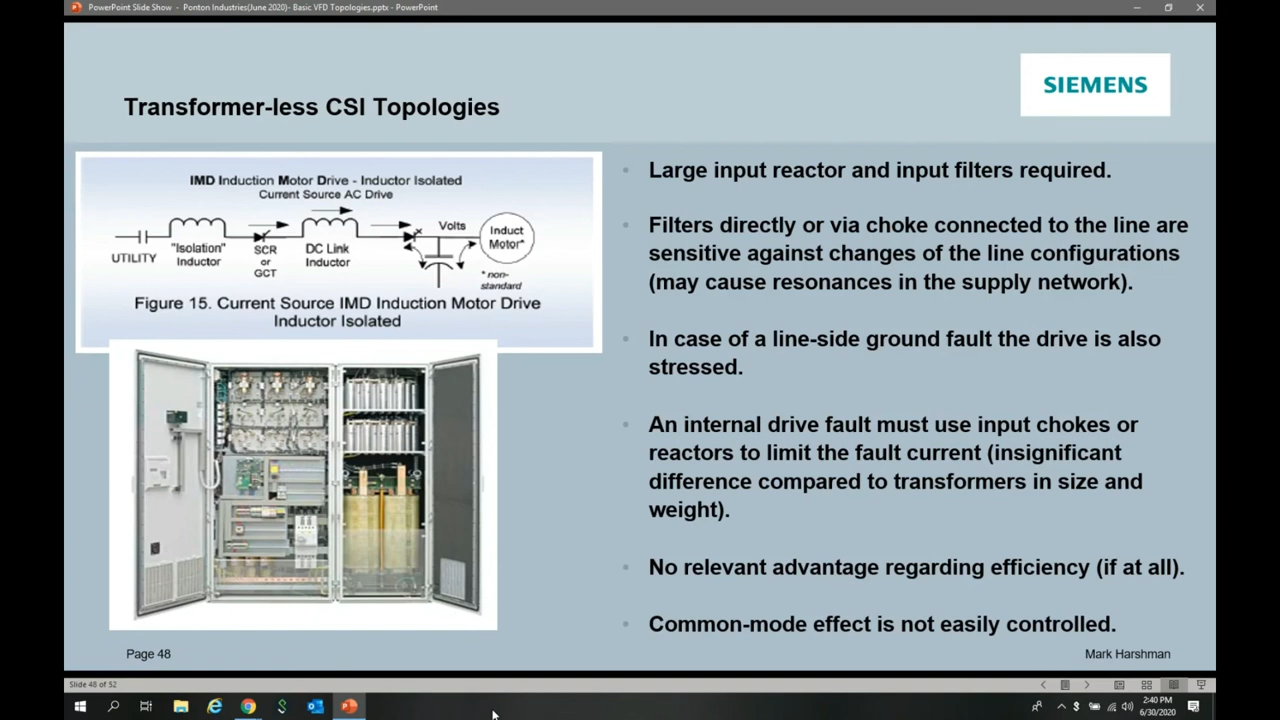 PowerPoint Slide Show - Ponton Industries(June 2020)- Basic VFD Topologies.pptx - PowerPoint
SIEMENS
Transformer-less CSI Topologies
IMD Induction Motor Drive - Inductor Isolated
Current Source AC Drive
UTILITY
"Isolation"
Inductor
SCR
or
GCT
DC Link
Inductor
Volts
Induct
Motor*
* non-
standard
Figure 15. Current Source IMD Induction Motor Drive
Inductor Isolated
Large input reactor and input filters required.
Filters directly or via choke connected to the line are
sensitive against changes of the line configurations
(may cause resonances in the supply network).
In case of a line-side ground fault the drive is also
stressed.
An internal drive fault must use input chokes or
reactors to limit the fault current (insignificant
difference compared to transformers in size and
weight).
No relevant advantage regarding efficiency (if at all).
Common-mode effect is not easily controlled.
Page 48
Mark Harshman
Slide 48 of 52
2:40 PM
6/30/2020